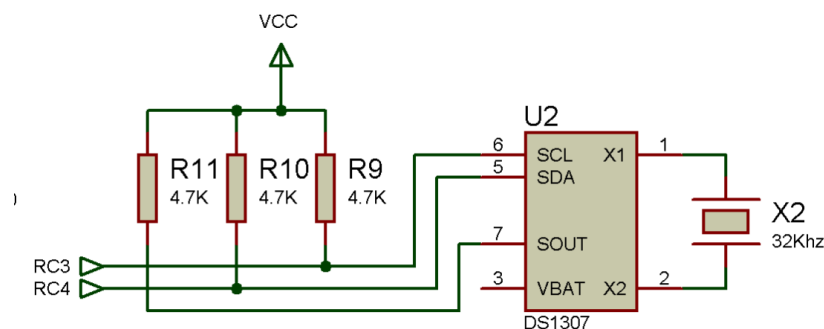 VCC
U2
R11
4.7K
R10
4.7K
R9
4.7K
6
SCL
X1
1
5
SDA
7
SOUT
X2
32Khz
RC3
RC4
3
VBAT
X2
2
DS1307